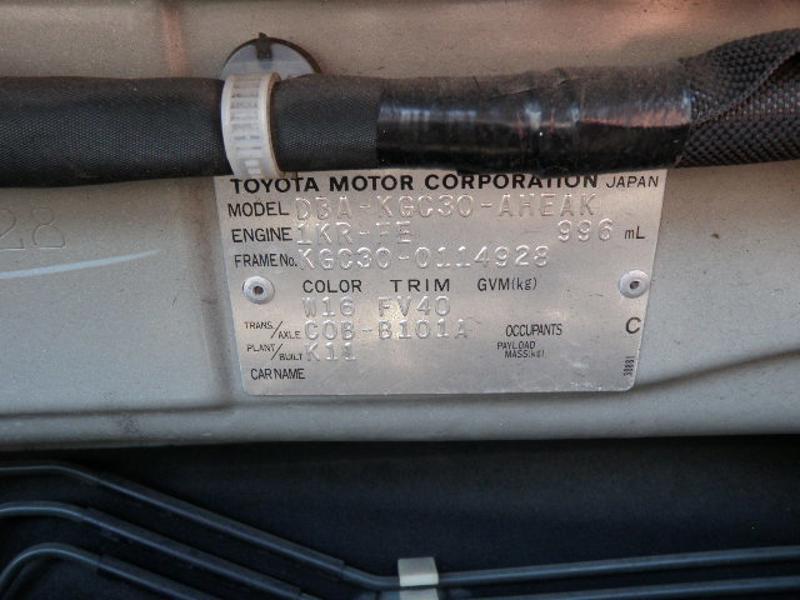 TOYOTA MOTOR CORPORATION JAPAN
MODEL DBA-KGC30-AHEAK
ENGINE 1KR-FE 996 mL
FRAME No. KGC30-0114928
COLOR TRIM GVM(kg)
W16 FV40
TRANS./AXLE C0B-B101A OCCUPANTS C
PLANT/BUILT K11 PAYLOAD MASS(kg)
CAR NAME
28